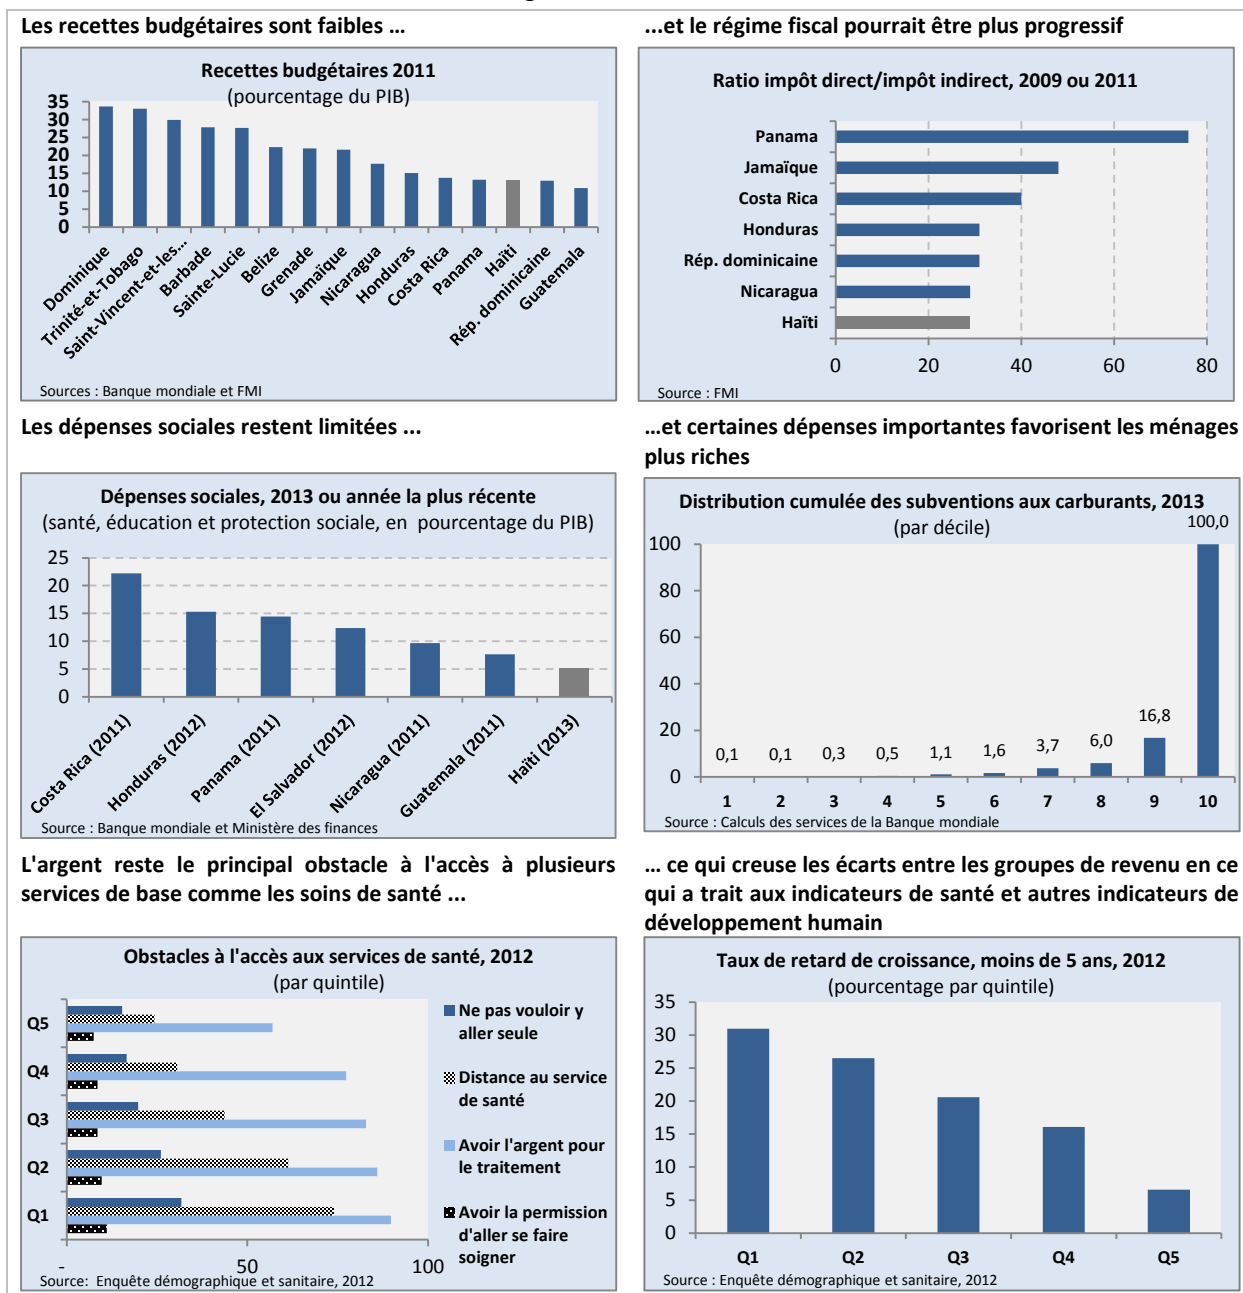 Les recettes budgétaires sont faibles …
...et le régime fiscal pourrait être plus progressif
Recettes budgétaires 2011
(pourcentage du PIB)
35
30
25
20
15
10
5
0
Dominique
Trinité-et-Tobago
Saint-Vincent-et-les…
Barbade
Sainte-Lucie
Belize
Grenade
Jamaïque
Nicaragua
Honduras
Costa Rica
Panama
Haïti
Rép. dominicaine
Guatemala
Sources : Banque mondiale et FMI
Ratio impôt direct/impôt indirect, 2009 ou 2011
Panama
Jamaïque
Costa Rica
Honduras
Rép. dominicaine
Nicaragua
Haïti
0 20 40 60 80
Source : FMI
Les dépenses sociales restent limitées ...
…et certaines dépenses importantes favorisent les ménages
plus riches
Dépenses sociales, 2013 ou année la plus récente
(santé, éducation et protection sociale, en pourcentage du PIB)
25
20
15
10
5
0
Costa Rica (2011)
Honduras (2012)
Panama (2011)
El Salvador (2012)
Nicaragua (2011)
Guatemala (2011)
Haïti (2013)
Source : Banque mondiale et Ministère des finances
Distribution cumulée des subventions aux carburants, 2013
(par décile)
100
80
60
40
20
0
0,1 0,1 0,3 0,5 1,1 1,6 3,7 6,0 16,8 100,0
1 2 3 4 5 6 7 8 9 10
Source : Calculs des services de la Banque mondiale
L'argent reste le principal obstacle à l'accès à plusieurs
services de base comme les soins de santé ...
… ce qui creuse les écarts entre les groupes de revenu en ce
qui a trait aux indicateurs de santé et autres indicateurs de
développement humain
Obstacles à l'accès aux services de santé, 2012
(par quintile)
Q5
Q4
Q3
Q2
Q1
- 50 100
Ne pas vouloir y
aller seule
Distance au service
de santé
Avoir l'argent pour
le traitement
Avoir la permission
d'aller se faire
soigner
Source: Enquête démographique et sanitaire, 2012
Taux de retard de croissance, moins de 5 ans, 2012
(pourcentage par quintile)
35
30
25
20
15
10
5
0
Q1 Q2 Q3 Q4 Q5
Source : Enquête démographique et sanitaire, 2012